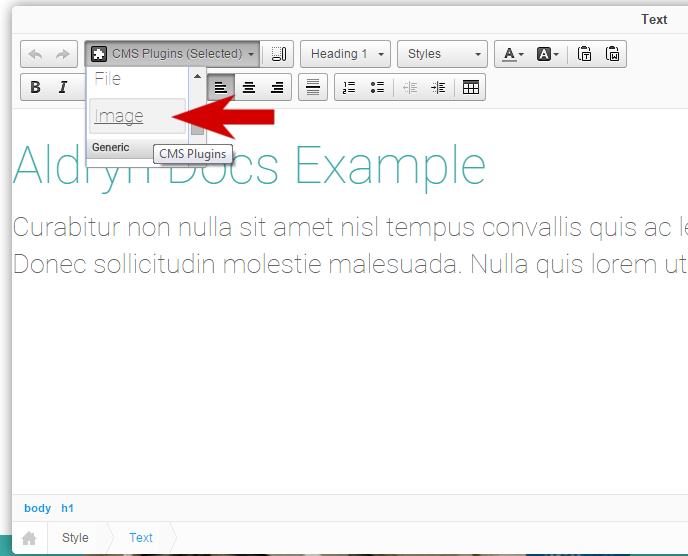 Text
CMS Plugins (Selected)
Heading 1
Styles
A
A
B I
File
Image
Generic
CMS Plugins
Aldryn Docs Example
Curabitur non nulla sit amet nisl tempus convallis quis ac
Donec sollicitudin molestie malesuada. Nulla quis lorem ut
body h1
Style
Text